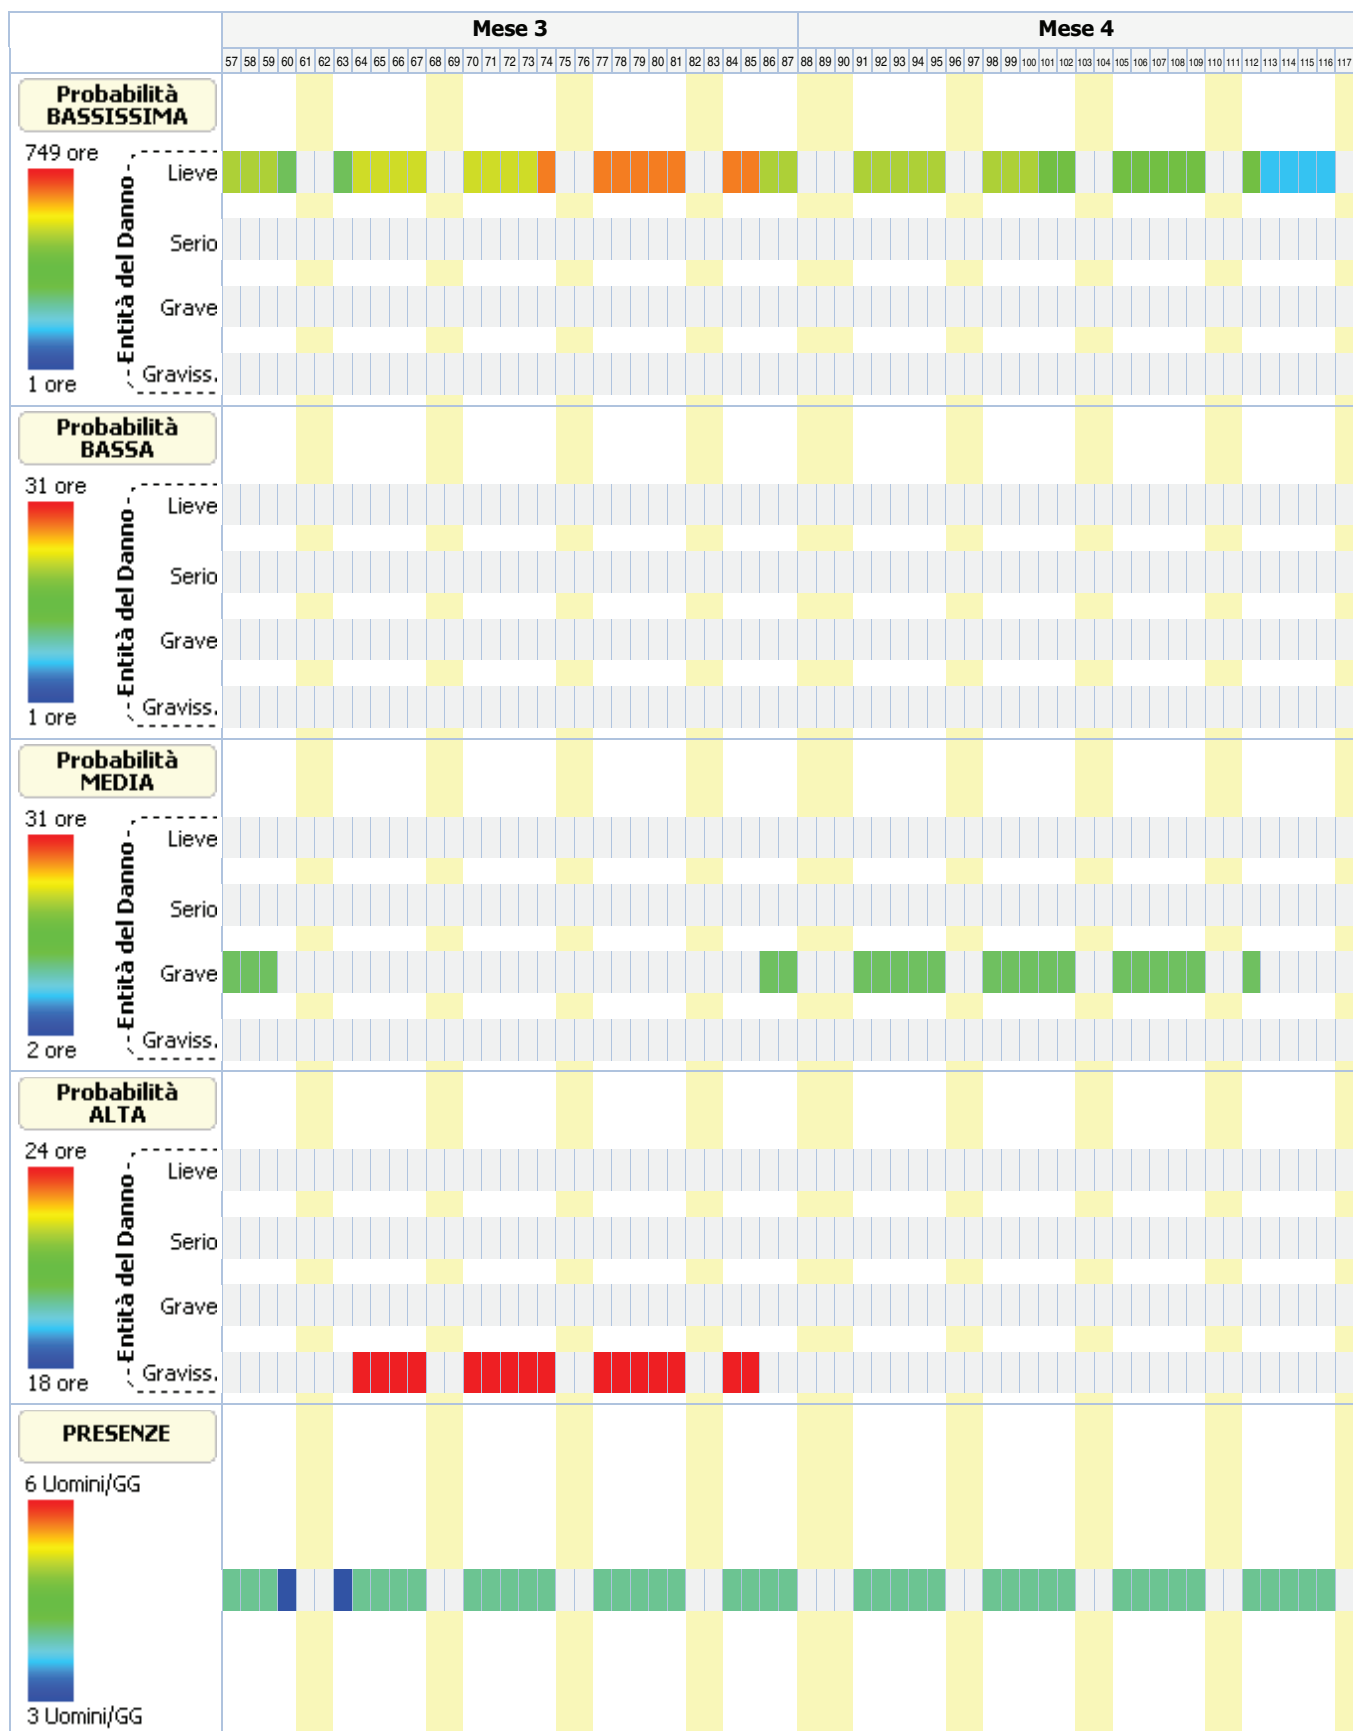 Mese 3 Mese 4
57 58 59 60 61 62 63 64 65 66 67 68 69 70 71 72 73 74 75 76 77 78 79 80 81 82 83 84 85 86 87 88 89 90 91 92 93 94 95 96 97 98 99 100 101 102 103 104 105 106 107 108 109 110 111 112 113 114 115 116 117
Probabilità
BASSISSIMA
749 ore
Entità del Danno
Lieve
Serio
Grave
Graviss.
1 ore
Probabilità
BASSA
31 ore
Entità del Danno
Lieve
Serio
Grave
Graviss.
1 ore
Probabilità
MEDIA
31 ore
Entità del Danno
Lieve
Serio
Grave
Graviss.
2 ore
Probabilità
ALTA
24 ore
Entità del Danno
Lieve
Serio
Grave
Graviss.
18 ore
PRESENZE
6 Uomini/GG
3 Uomini/GG